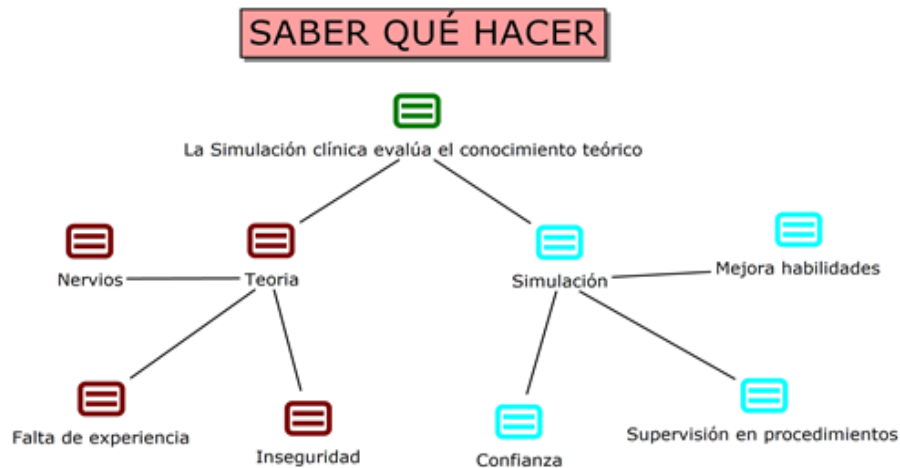 SABER QUÉ HACER
La Simulación clínica evalúa el conocimiento teórico
Nervios
Teoria
Simulación
Mejora habilidades
Falta de experiencia
Inseguridad
Confianza
Supervisión en procedimientos